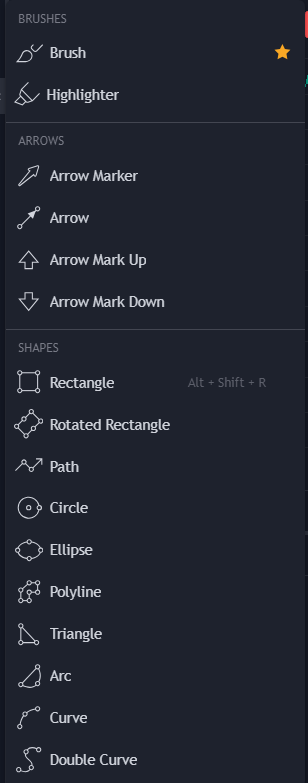 BRUSHES
Brush
Highlighter
ARROWS
Arrow Marker
Arrow
Arrow Mark Up
Arrow Mark Down
SHAPES
Rectangle Alt + Shift + R
Rotated Rectangle
Path
Circle
Ellipse
Polyline
Triangle
Arc
Curve
Double Curve